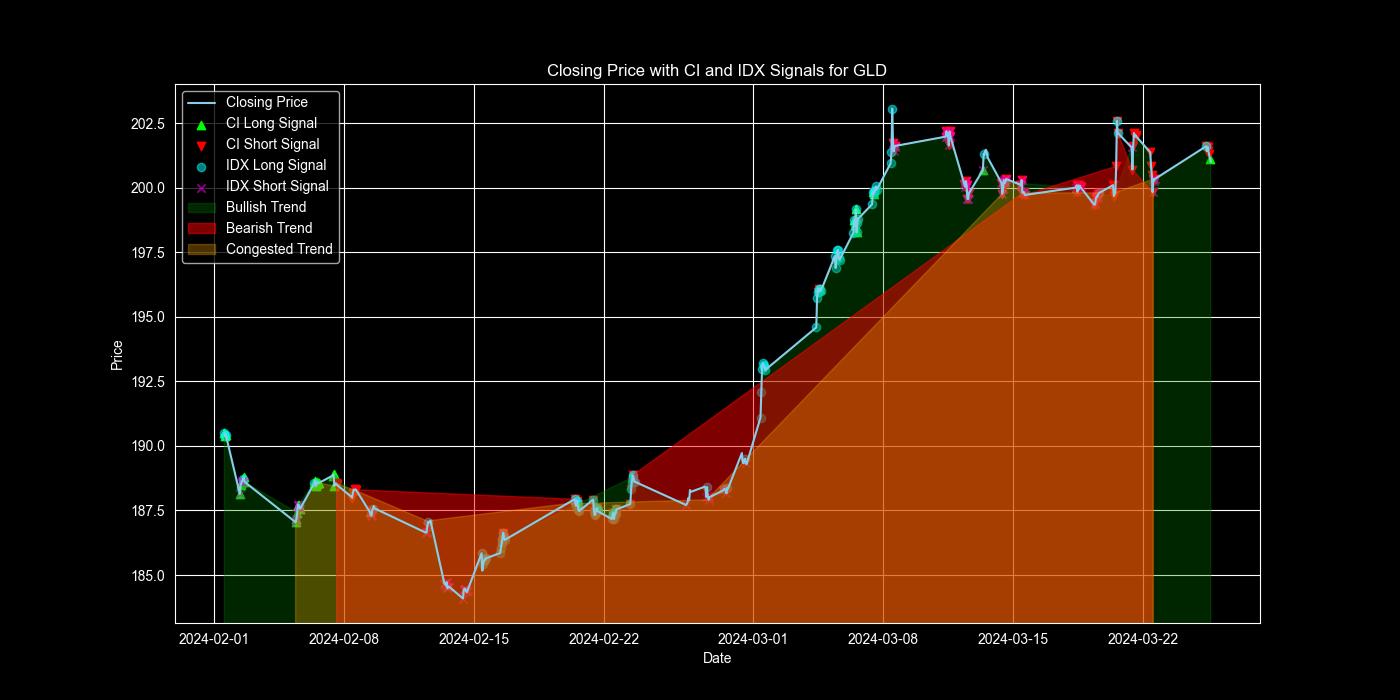 Closing Price with CI and IDX Signals for GLD
Closing Price
CI Long Signal
CI Short Signal
IDX Long Signal
IDX Short Signal
Bullish Trend
Bearish Trend
Congested Trend
Price
202.5
200.0
197.5
195.0
192.5
190.0
187.5
185.0
2024-02-01 2024-02-08 2024-02-15 2024-02-22 2024-03-01 2024-03-08 2024-03-15 2024-03-22
Date